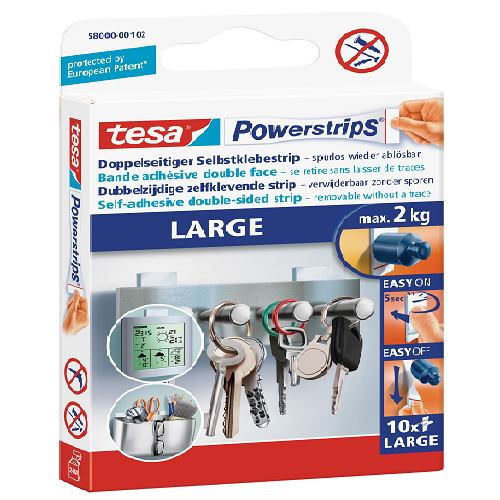 58000-00102
protected by
European Patent*
tesa Powerstrips®
Doppelseitiger Selbstklebestrip – spurlos wieder ablösbar
Bande adhésive double face – se retire sans laisser de traces
Dubbelzijdige zelfklevende strip – verwijderbaar zonder sporen
Self-adhesive double-sided strip – removable without a trace
LARGE
max. 2 kg
EASY ON
5sec
EASY OFF
10x
LARGE
tesa
Powerstrips®